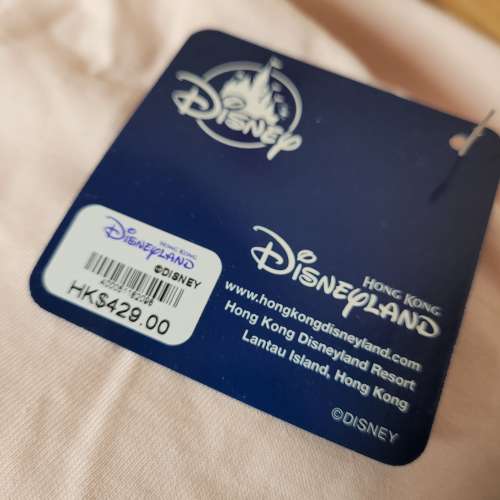 Disney
HONG KONG
DISNEYLAND
www.hongkongdisneyland.com
Hong Kong Disneyland Resort
Lantau Island, Hong Kong
©DISNEY
HONG KONG
DISNEYLAND
©DISNEY
HK$429.00